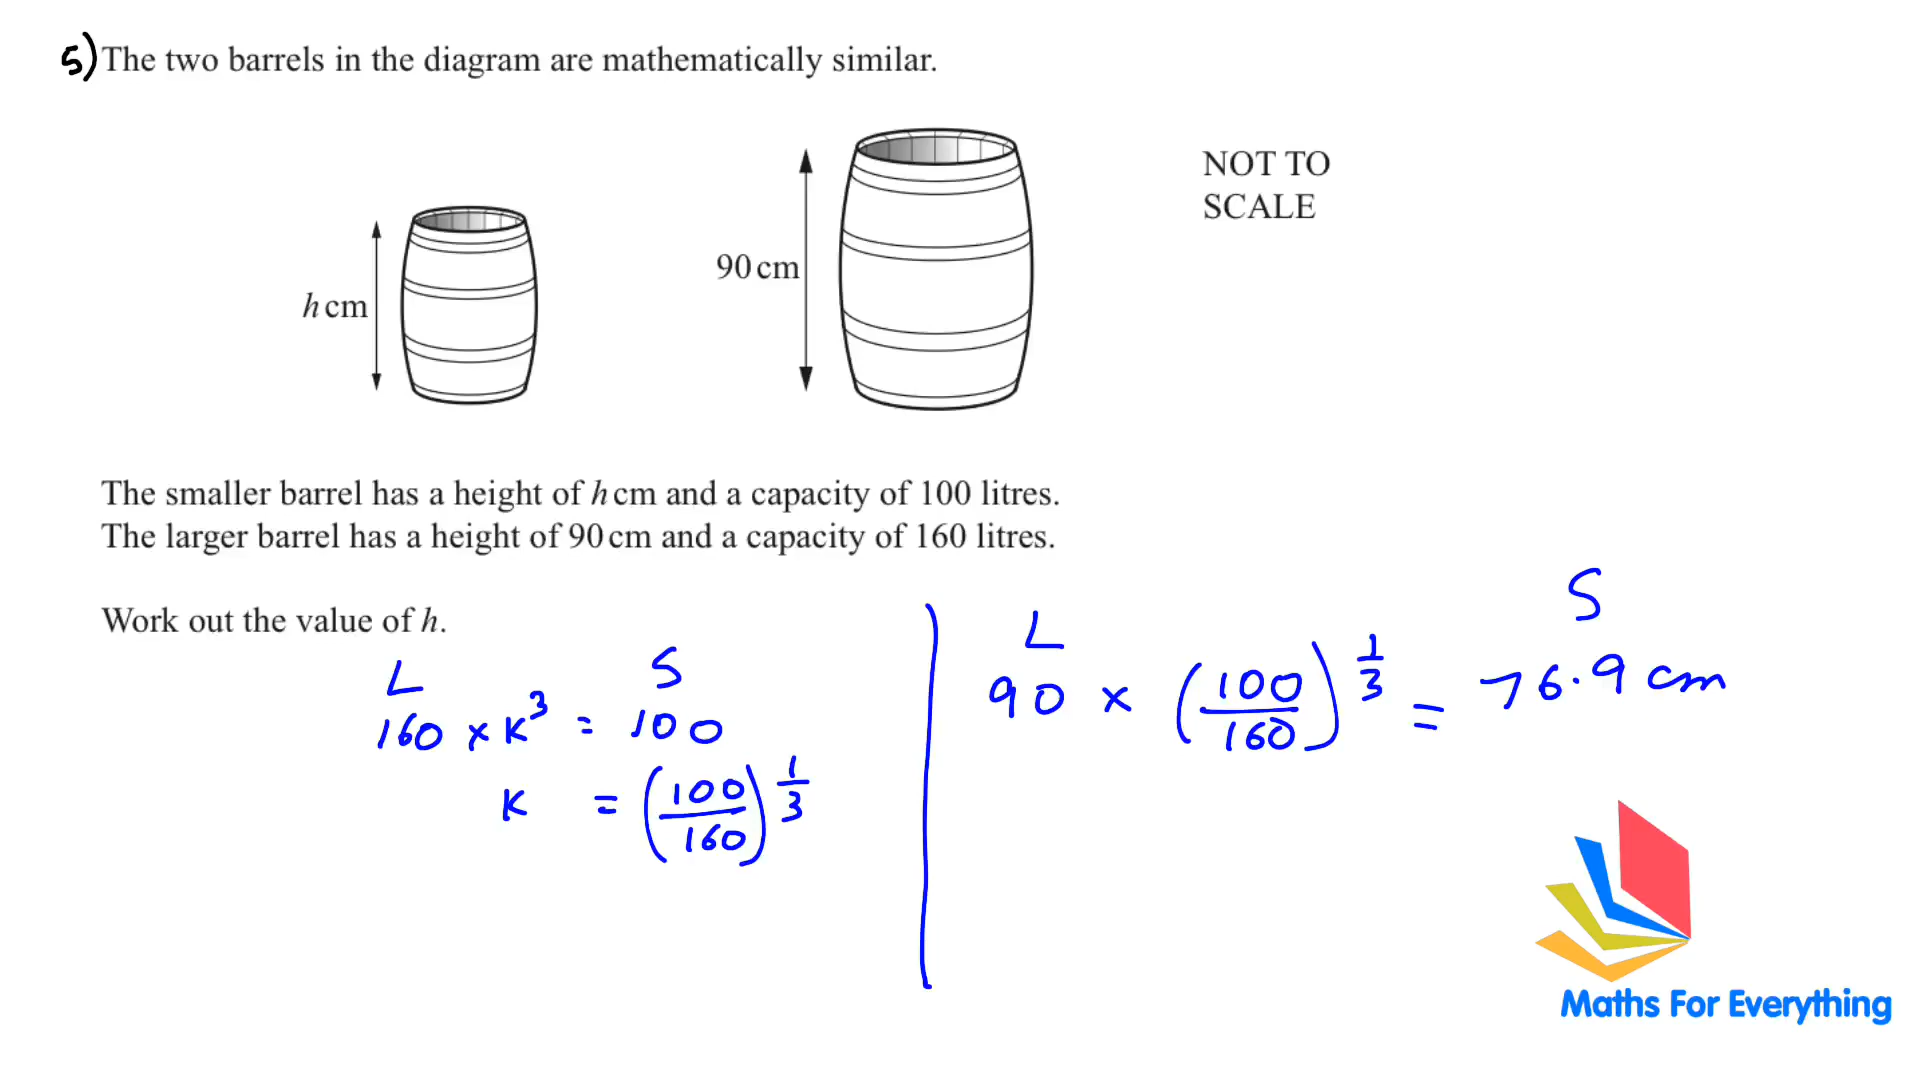 5) The two barrels in the diagram are mathematically similar.
NOT TO
SCALE
h cm
90 cm
The smaller barrel has a height of h cm and a capacity of 100 litres.
The larger barrel has a height of 90 cm and a capacity of 160 litres.
Work out the value of h.
L S
160 × K³ = 100
K = (100/160)^1/3
L S
90 × (100/160)^1/3 = 76.9 cm
Maths For Everything